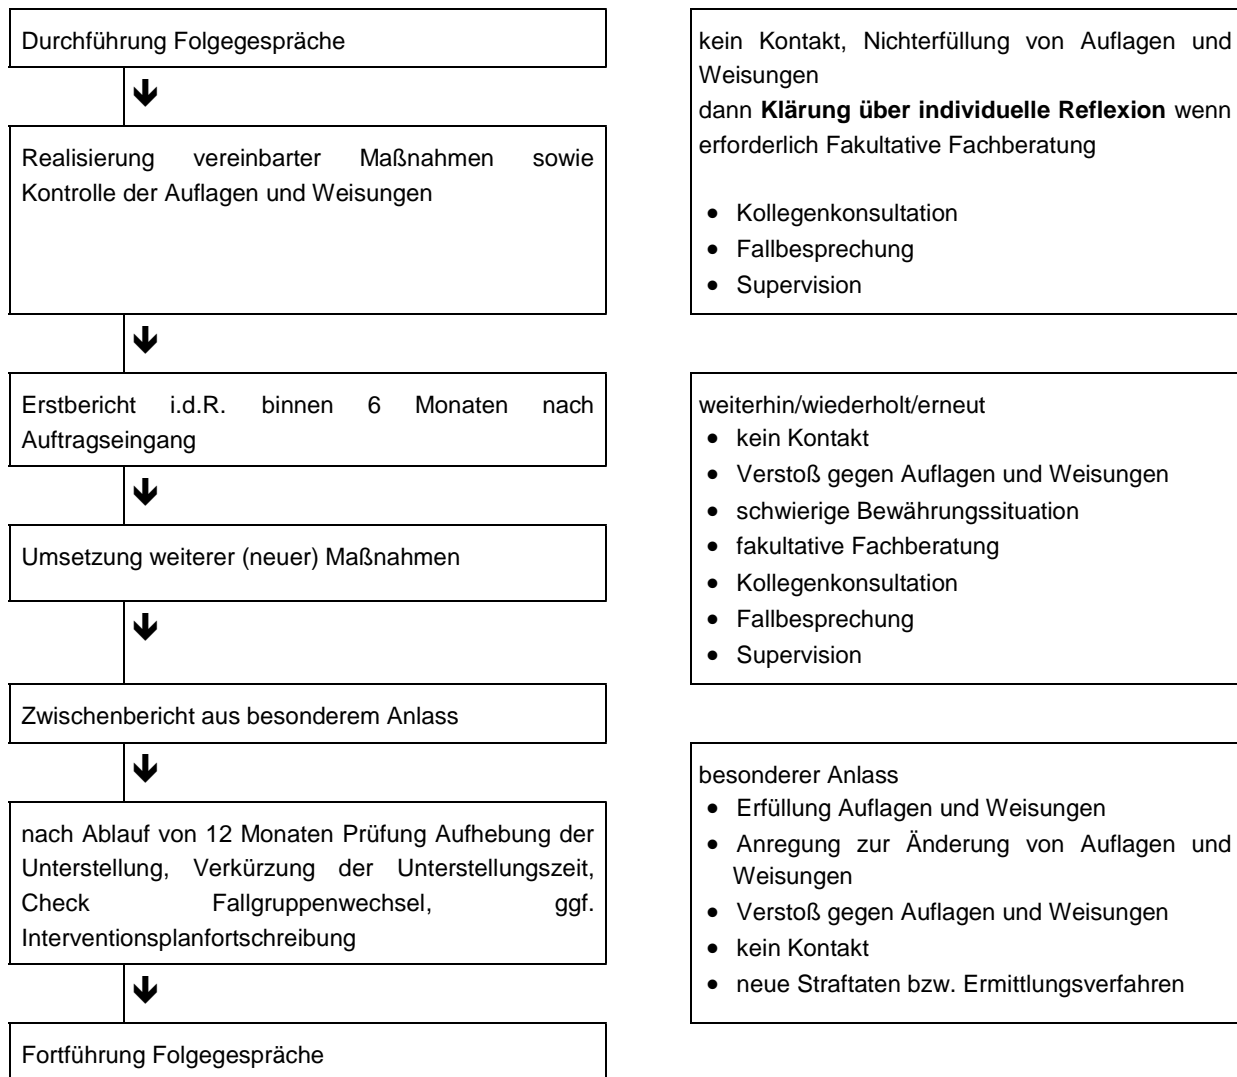 Durchführung Folgegespräche
Realisierung vereinbarter Maßnahmen sowie
Kontrolle der Auflagen und Weisungen
Erstbericht i.d.R. binnen 6 Monaten nach
Auftragseingang
Umsetzung weiterer (neuer) Maßnahmen
Zwischenbericht aus besonderem Anlass
nach Ablauf von 12 Monaten Prüfung Aufhebung der
Unterstellung, Verkürzung der Unterstellungszeit,
Check Fallgruppenwechsel, ggf.
Interventionsplanfortschreibung
Fortführung Folgegespräche
kein Kontakt, Nichterfüllung von Auflagen und
Weisungen
dann Klärung über individuelle Reflexion wenn
erforderlich Fakultative Fachberatung
• Kollegenkonsultation
• Fallbesprechung
• Supervision
weiterhin/wiederholt/erneut
• kein Kontakt
• Verstoß gegen Auflagen und Weisungen
• schwierige Bewährungssituation
• fakultative Fachberatung
• Kollegenkonsultation
• Fallbesprechung
• Supervision
besonderer Anlass
• Erfüllung Auflagen und Weisungen
• Anregung zur Änderung von Auflagen und
Weisungen
• Verstoß gegen Auflagen und Weisungen
• kein Kontakt
• neue Straftaten bzw. Ermittlungsverfahren